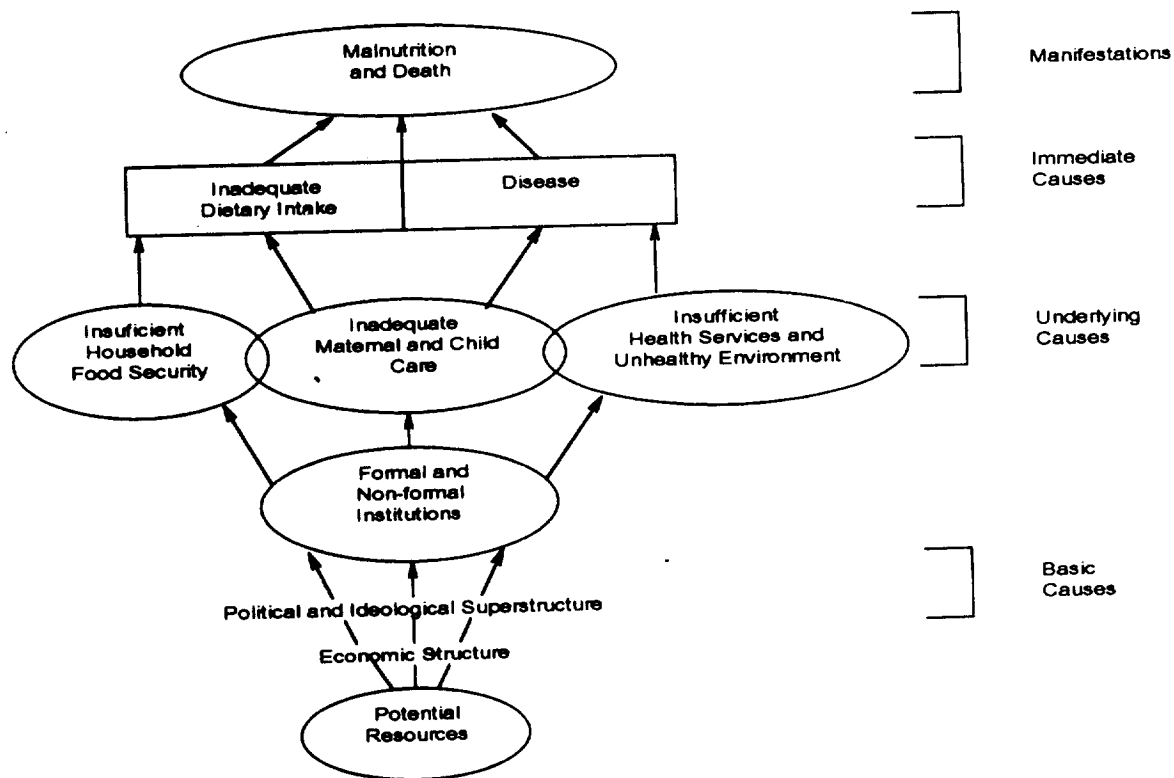 Malnutrition
and Death
Manifestations
Inadequate
Dietary Intake
Disease
Immediate
Causes
Insuficient
Household
Food Security
Inadequate
Maternal and Child
Care
Insufficient
Health Services and
Unhealthy Environment
Underlying
Causes
Formal and
Non-formal
Institutions
Political and Ideological Superstructure
Economic Structure
Basic
Causes
Potential
Resources